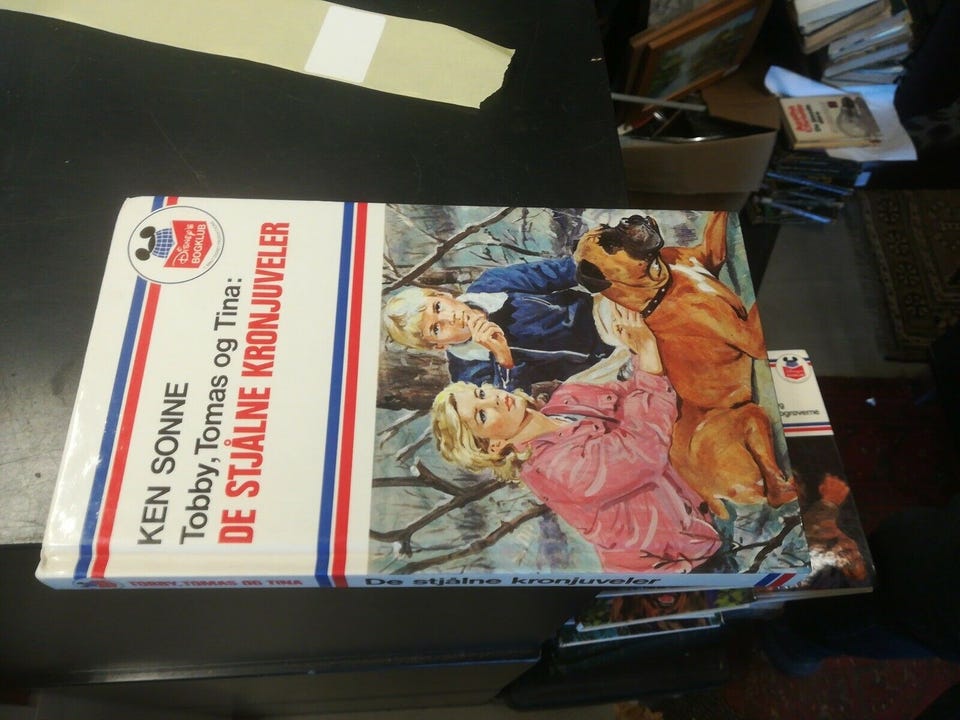 DISNEY'S
BOGKLUB
KEN SONNE
Tobby, Tomas og Tina:
DE STJÅLNE KRONJUVELER
TOBBY, TOMAS OG TINA
De stjålne kronjuveler